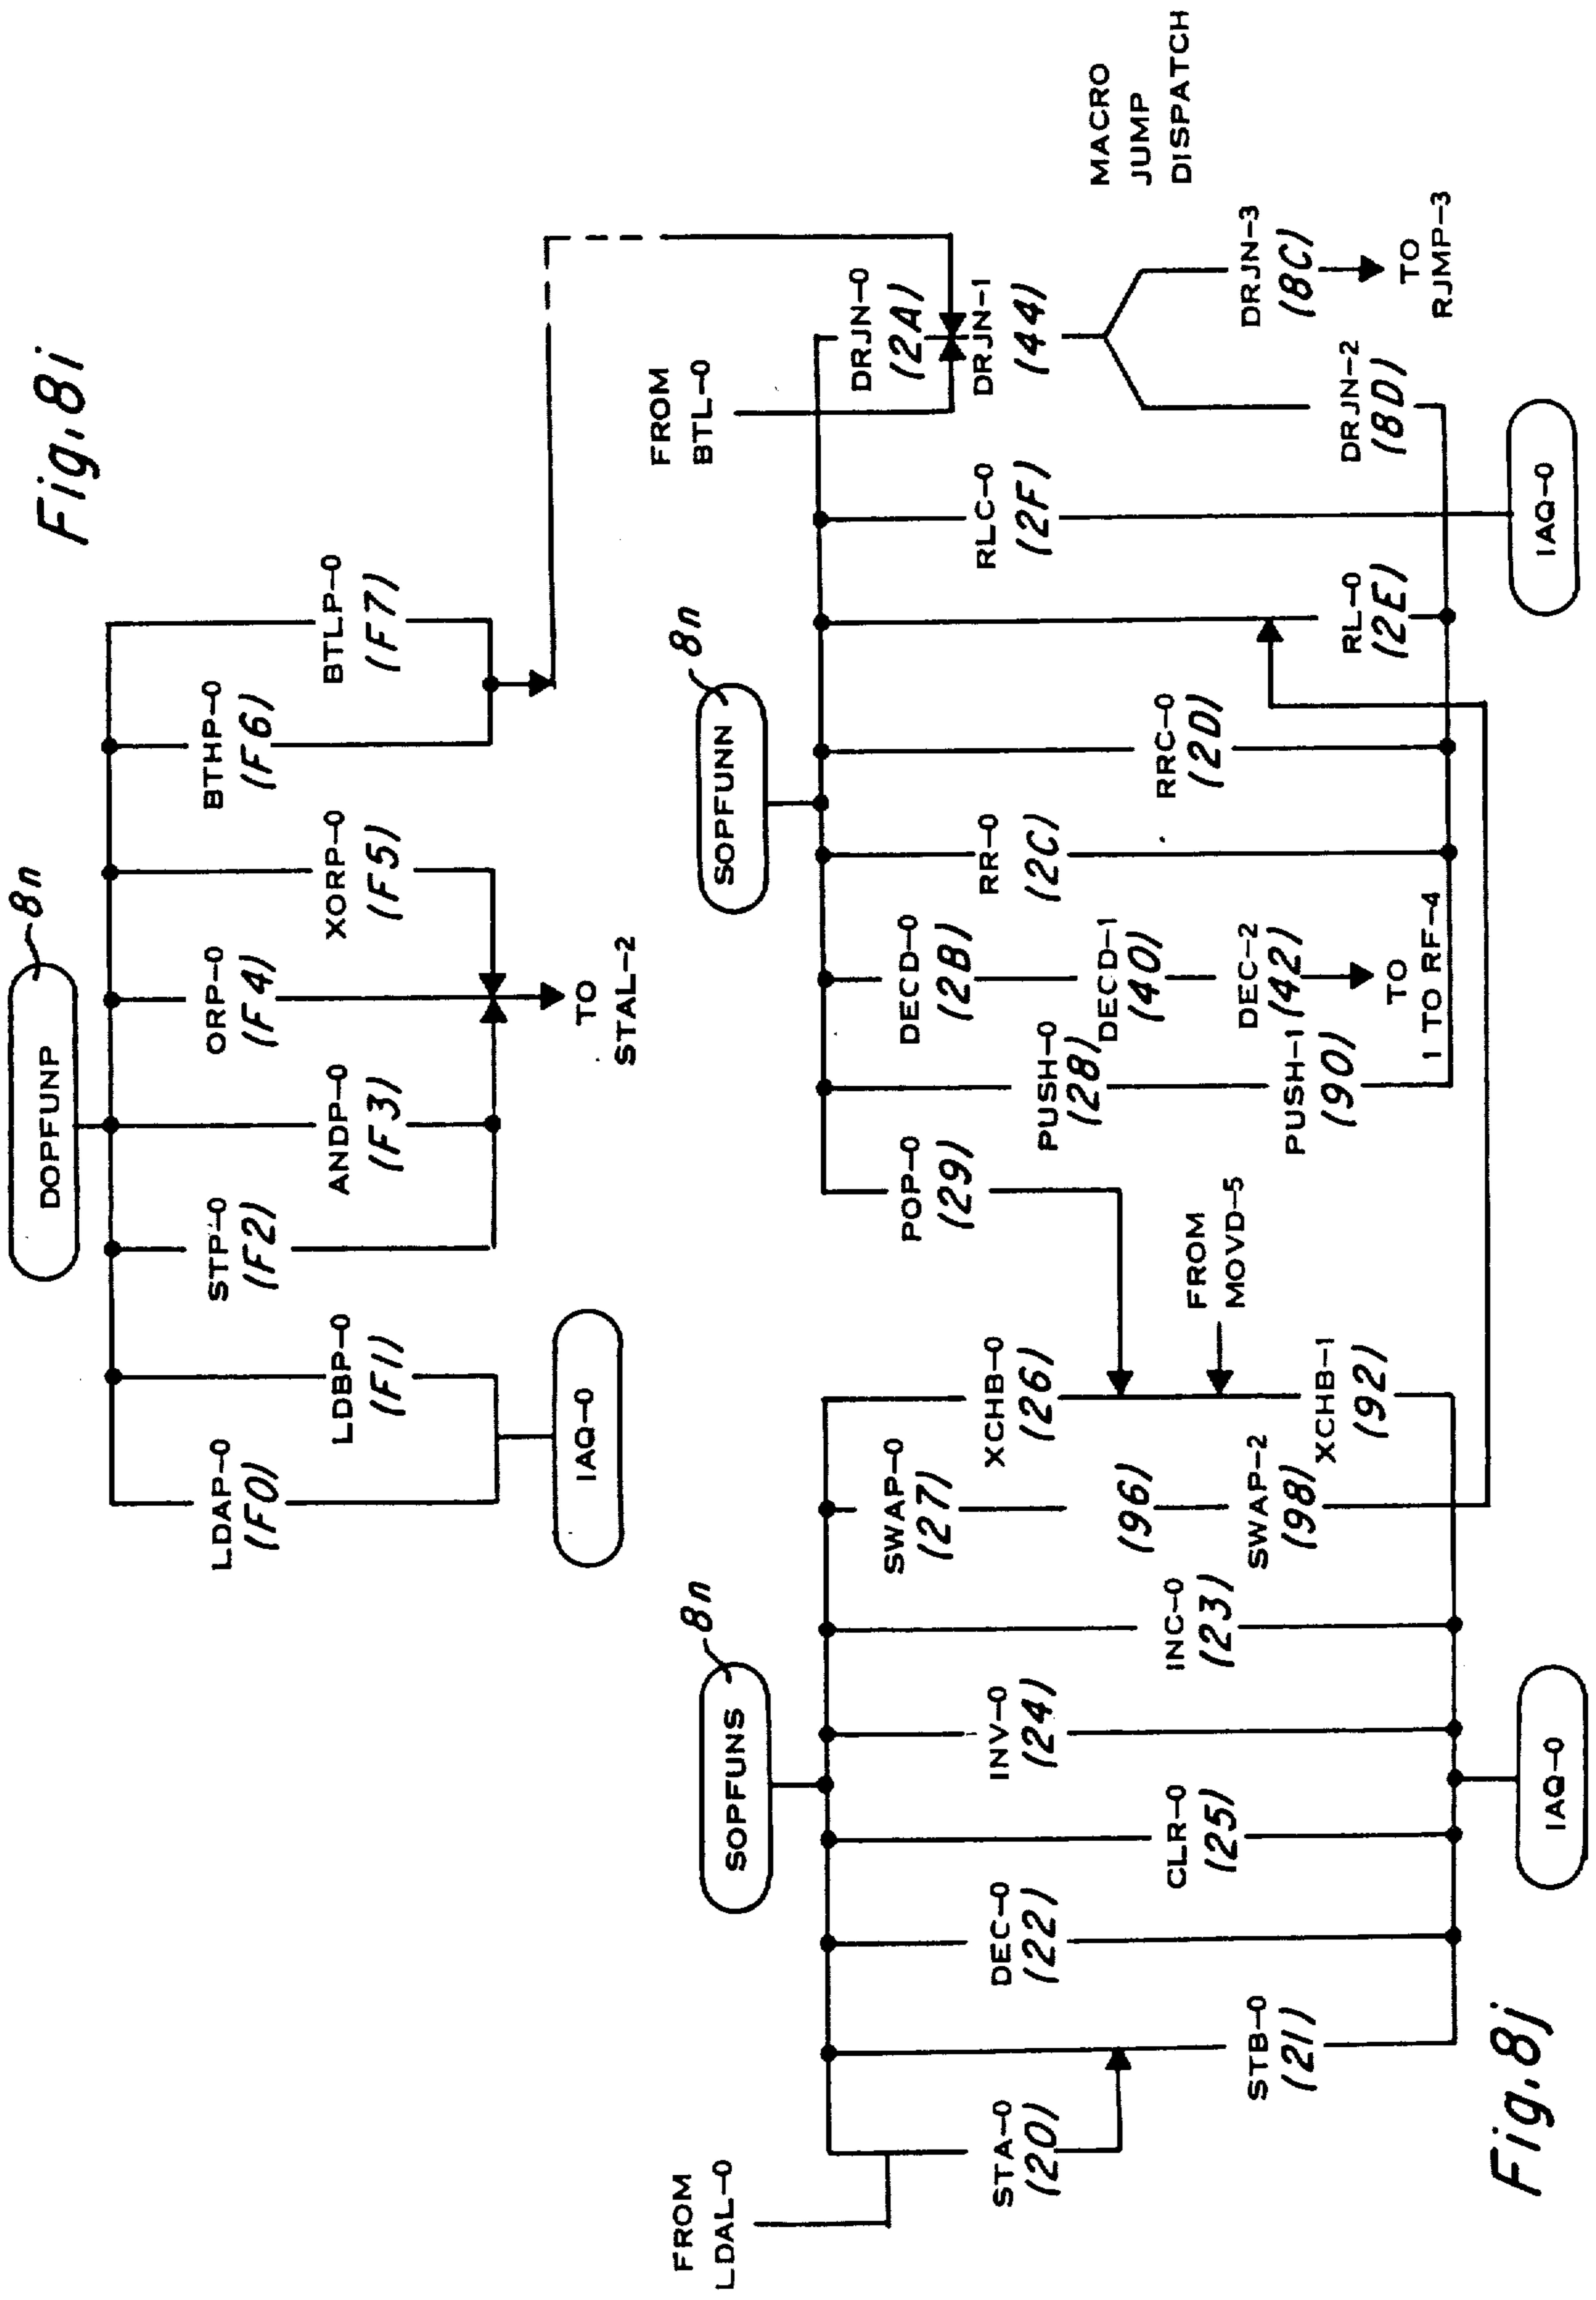 Fig. 8i
DOPFUNP
8n
LDAP-0
(F0)
LDBP-0
(F1)
STP-0
(F2)
ANDP-0
(F3)
ORP-0
(F4)
XORP-0
(F5)
BTHP-0
(F6)
BTLP-0
(F7)
IAQ-0
TO
STAL-2
SOPFUNS
8n
FROM
LDAL-0
STA-0
(20)
STB-0
(21)
DEC-0
(22)
CLR-0
(25)
INV-0
(24)
INC-0
(23)
SWAP-0
(27)
(96)
SWAP-2
(98)
XCHB-0
(26)
XCHB-1
(92)
FROM
MOVD-5
IAQ-0
SOPFUNN
8n
POP-0
(29)
PUSH-0
(28)
PUSH-1
(90)
DECD-0
(2B)
DECD-1
(40)
DEC-2
(42)
TO
1 TO RF-4
RR-0
(2C)
RRC-0
(2D)
RL-0
(2E)
RLC-0
(2F)
FROM
BTL-0
DRJN-0
(2A)
DRJN-1
(44)
DRJN-2
(8D)
DRJN-3
(8C)
TO
RJMP-3
MACRO
JUMP
DISPATCH
IAQ-0
Fig. 8j